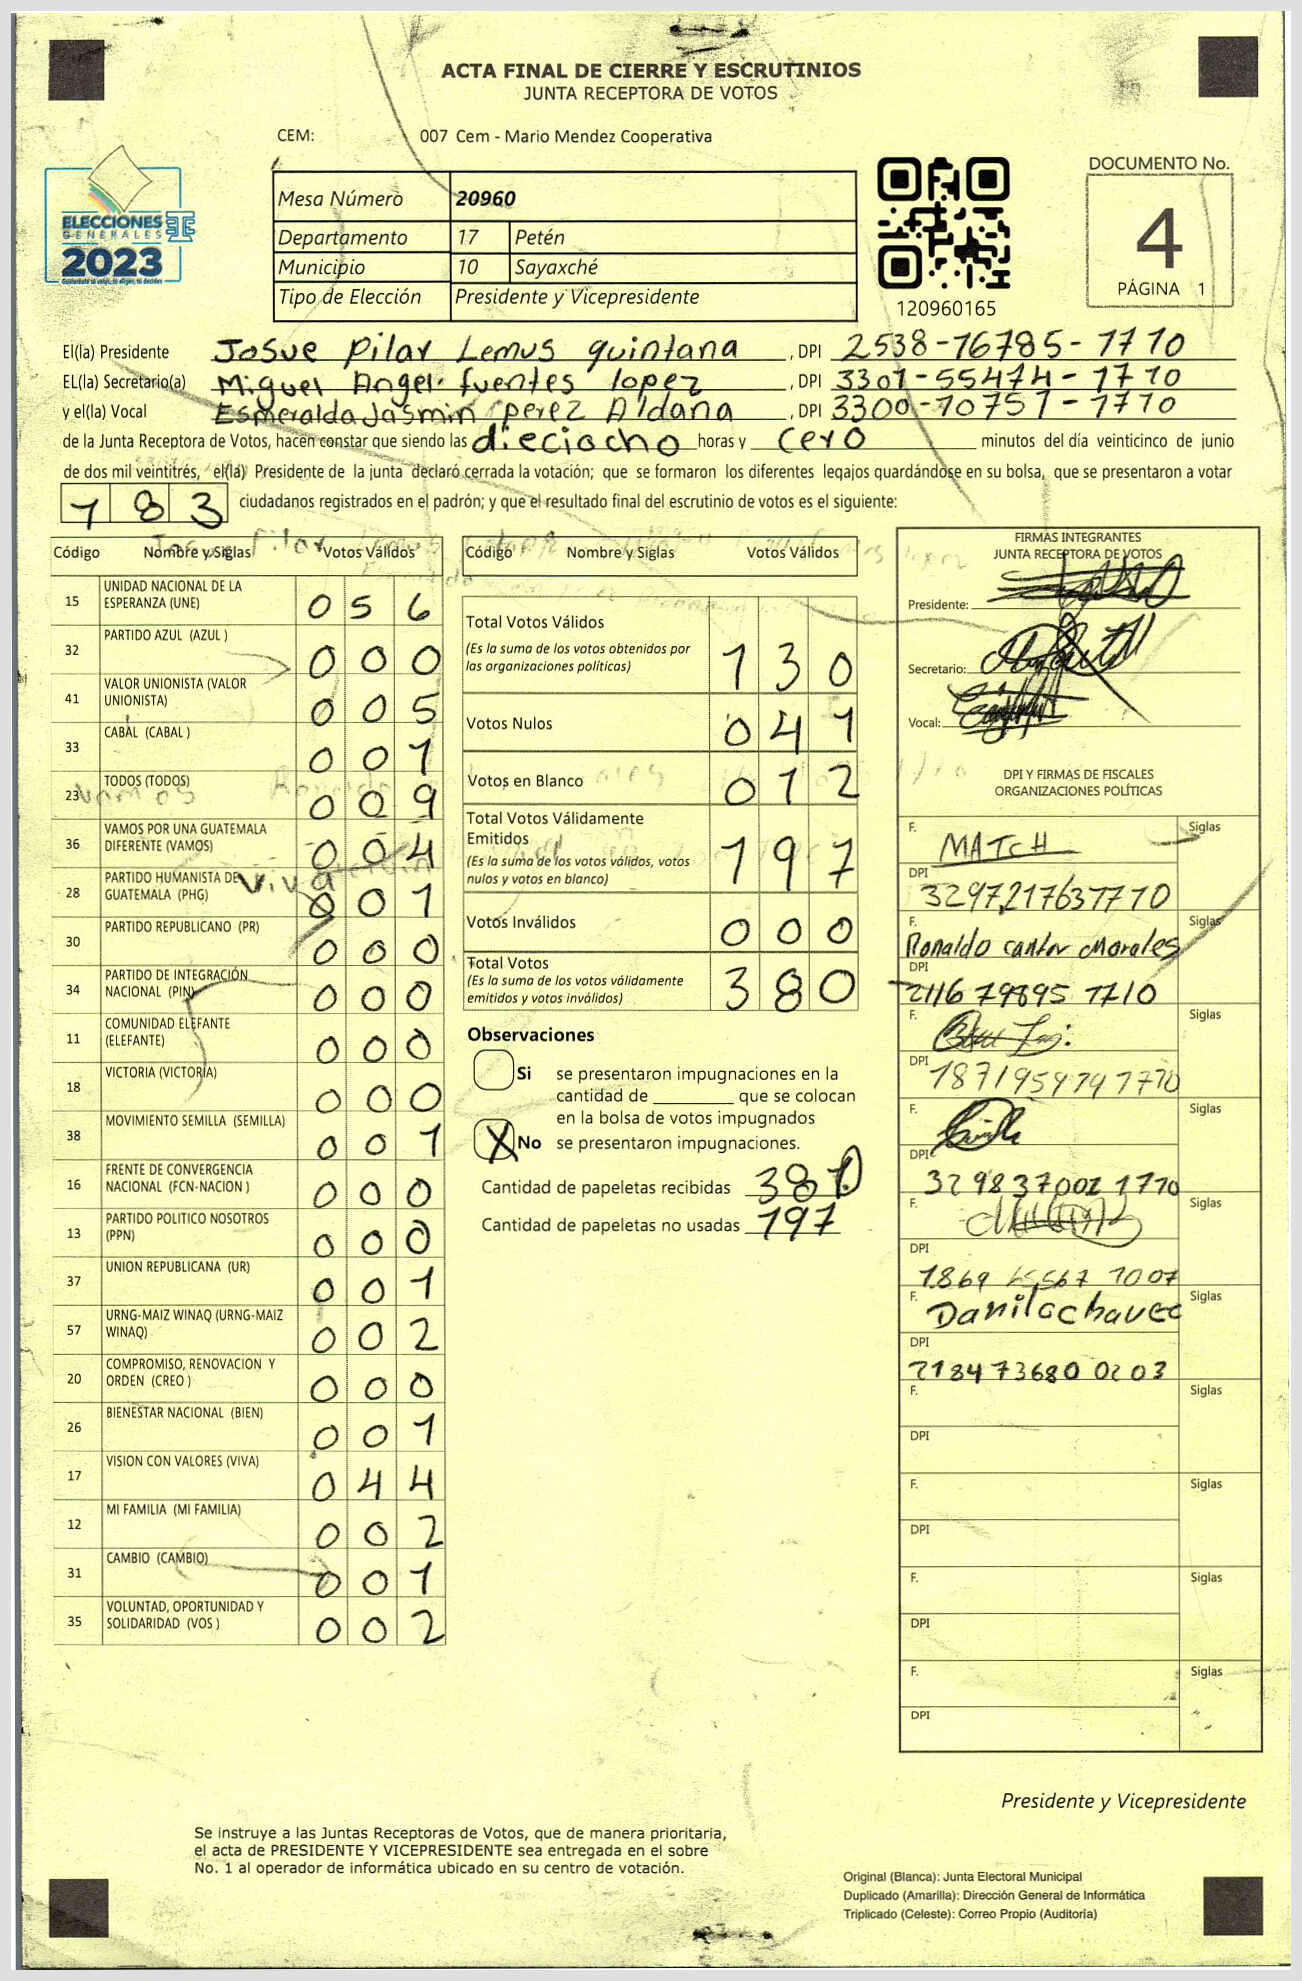 ACTA FINAL DE CIERRE Y ESCRUTINIOS
JUNTA RECEPTORA DE VOTOS
CEM: 007 Cem - Mario Mendez Cooperativa
ELECCIONES
GENERALES
2023
Mesa Número 20960
Departamento 17 Petén
Municipio 10 Sayaxché
Tipo de Elección Presidente y Vicepresidente
120960165
DOCUMENTO No.
4
PÁGINA 1
El(la) Presidente Josue Pilar Lemus quintana , DPI 2538-76785-1710
EL(la) Secretario(a) Miguel Angel fuentes lopez , DPI 3301-55474-1710
y el(la) Vocal Esmeralda Jasmin perez Aldana , DPI 3300-10751-1710
de la Junta Receptora de Votos, hacen constar que siendo las dieciocho horas y cero minutos del día veinticinco de junio
de dos mil veintitrés, el(la) Presidente de la junta declaró cerrada la votación; que se formaron los diferentes legajos quardándose en su bolsa, que se presentaron a votar
183 ciudadanos registrados en el padrón; y que el resultado final del escrutinio de votos es el siguiente:
Código Nombre y Siglas Votos Válidos
15 UNIDAD NACIONAL DE LA ESPERANZA (UNE) 056
32 PARTIDO AZUL (AZUL ) 000
41 VALOR UNIONISTA (VALOR UNIONISTA) 005
33 CABAL (CABAL ) 001
23 TODOS (TODOS) 009
36 VAMOS POR UNA GUATEMALA DIFERENTE (VAMOS) 004
28 PARTIDO HUMANISTA DE GUATEMALA (PHG) 001
30 PARTIDO REPUBLICANO (PR) 000
34 PARTIDO DE INTEGRACIÓN NACIONAL (PIN) 000
11 COMUNIDAD ELEFANTE (ELEFANTE) 000
18 VICTORIA (VICTORIA) 000
38 MOVIMIENTO SEMILLA (SEMILLA) 001
16 FRENTE DE CONVERGENCIA NACIONAL (FCN-NACION ) 000
13 PARTIDO POLITICO NOSOTROS (PPN) 000
37 UNION REPUBLICANA (UR) 001
57 URNG-MAIZ WINAQ (URNG-MAIZ WINAQ) 002
20 COMPROMISO, RENOVACION Y ORDEN (CREO ) 000
26 BIENESTAR NACIONAL (BIEN) 001
17 VISION CON VALORES (VIVA) 044
12 MI FAMILIA (MI FAMILIA) 002
31 CAMBIO (CAMBIO) 001
35 VOLUNTAD, OPORTUNIDAD Y SOLIDARIDAD (VOS ) 002
vamos
viva
Código Nombre y Siglas Votos Válidos
Total Votos Válidos 130
(Es la suma de los votos obtenidos por
las organizaciones políticas)
Votos Nulos 041
Votos en Blanco 012
Total Votos Válidamente
Emitidos 197
(Es la suma de los votos válidos, votos
nulos y votos en blanco)
Votos Inválidos 000
Total Votos 380
(Es la suma de los votos válidamente
emitidos y votos inválidos)
Observaciones
Si se presentaron impugnaciones en la
cantidad de ________ que se colocan
en la bolsa de votos impugnados
X No se presentaron impugnaciones.
Cantidad de papeletas recibidas
Cantidad de papeletas no usadas 197
FIRMAS INTEGRANTES
JUNTA RECEPTORA DE VOTOS
Presidente:
Secretario:
Vocal:
DPI Y FIRMAS DE FISCALES
ORGANIZACIONES POLÍTICAS
F. MATCH Siglas
DPI 3297217631710
F. Ronaldo cantor Morales Siglas
DPI 2116 79895 1710
F. Siglas
DPI 1871959741710
F. Siglas
DPI 329837001 1710
F. Siglas
DPI 1869
F. Danilo chavec Siglas
DPI 218473680 0203
F. Siglas
DPI
F. Siglas
DPI
F. Siglas
DPI
F. Siglas
DPI
Presidente y Vicepresidente
Se instruye a las Juntas Receptoras de Votos, que de manera prioritaria,
el acta de PRESIDENTE Y VICEPRESIDENTE sea entregada en el sobre
No. 1 al operador de informática ubicado en su centro de votación.
Original (Blanca): Junta Electoral Municipal
Duplicado (Amarilla): Dirección General de Informática
Triplicado (Celeste): Correo Propio (Auditoria)